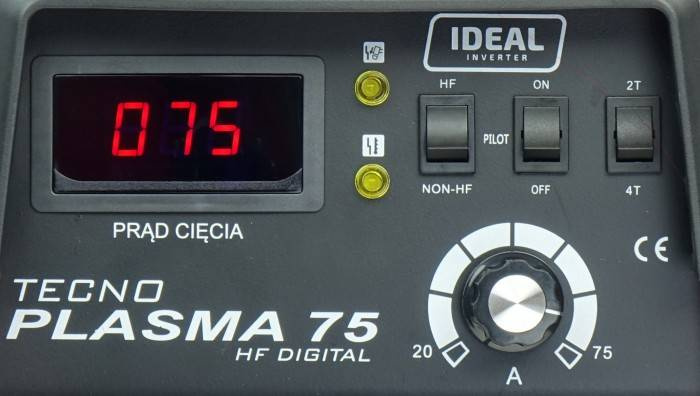 IDEAL
INVERTER
075
HF
ON
2T
PILOT
NON-HF
OFF
4T
PRĄD CIĘCIA
CE
TECNO
PLASMA 75
HF DIGITAL
20
75
A